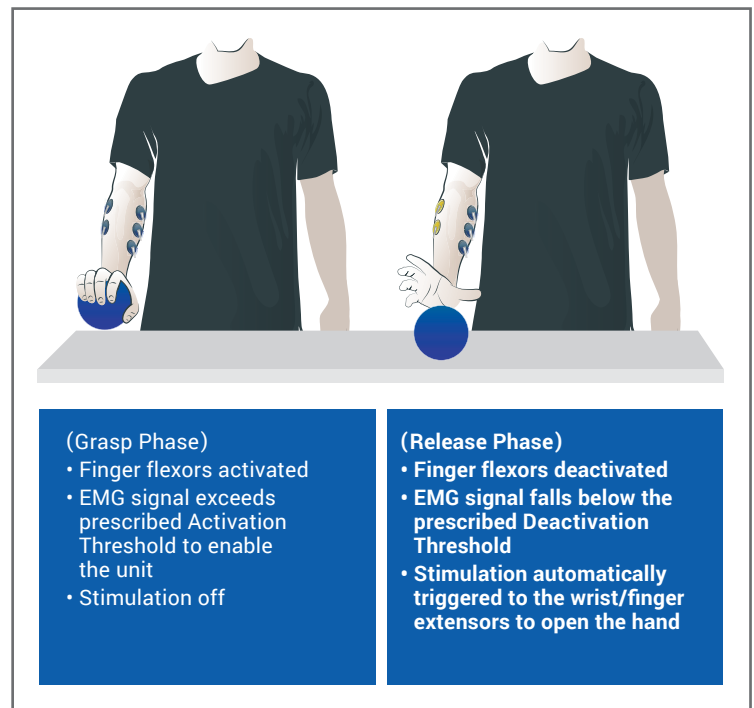 (Grasp Phase)
• Finger flexors activated
• EMG signal exceeds
prescribed Activation
Threshold to enable
the unit
• Stimulation off
(Release Phase)
• Finger flexors deactivated
• EMG signal falls below the
prescribed Deactivation
Threshold
• Stimulation automatically
triggered to the wrist/finger
extensors to open the hand